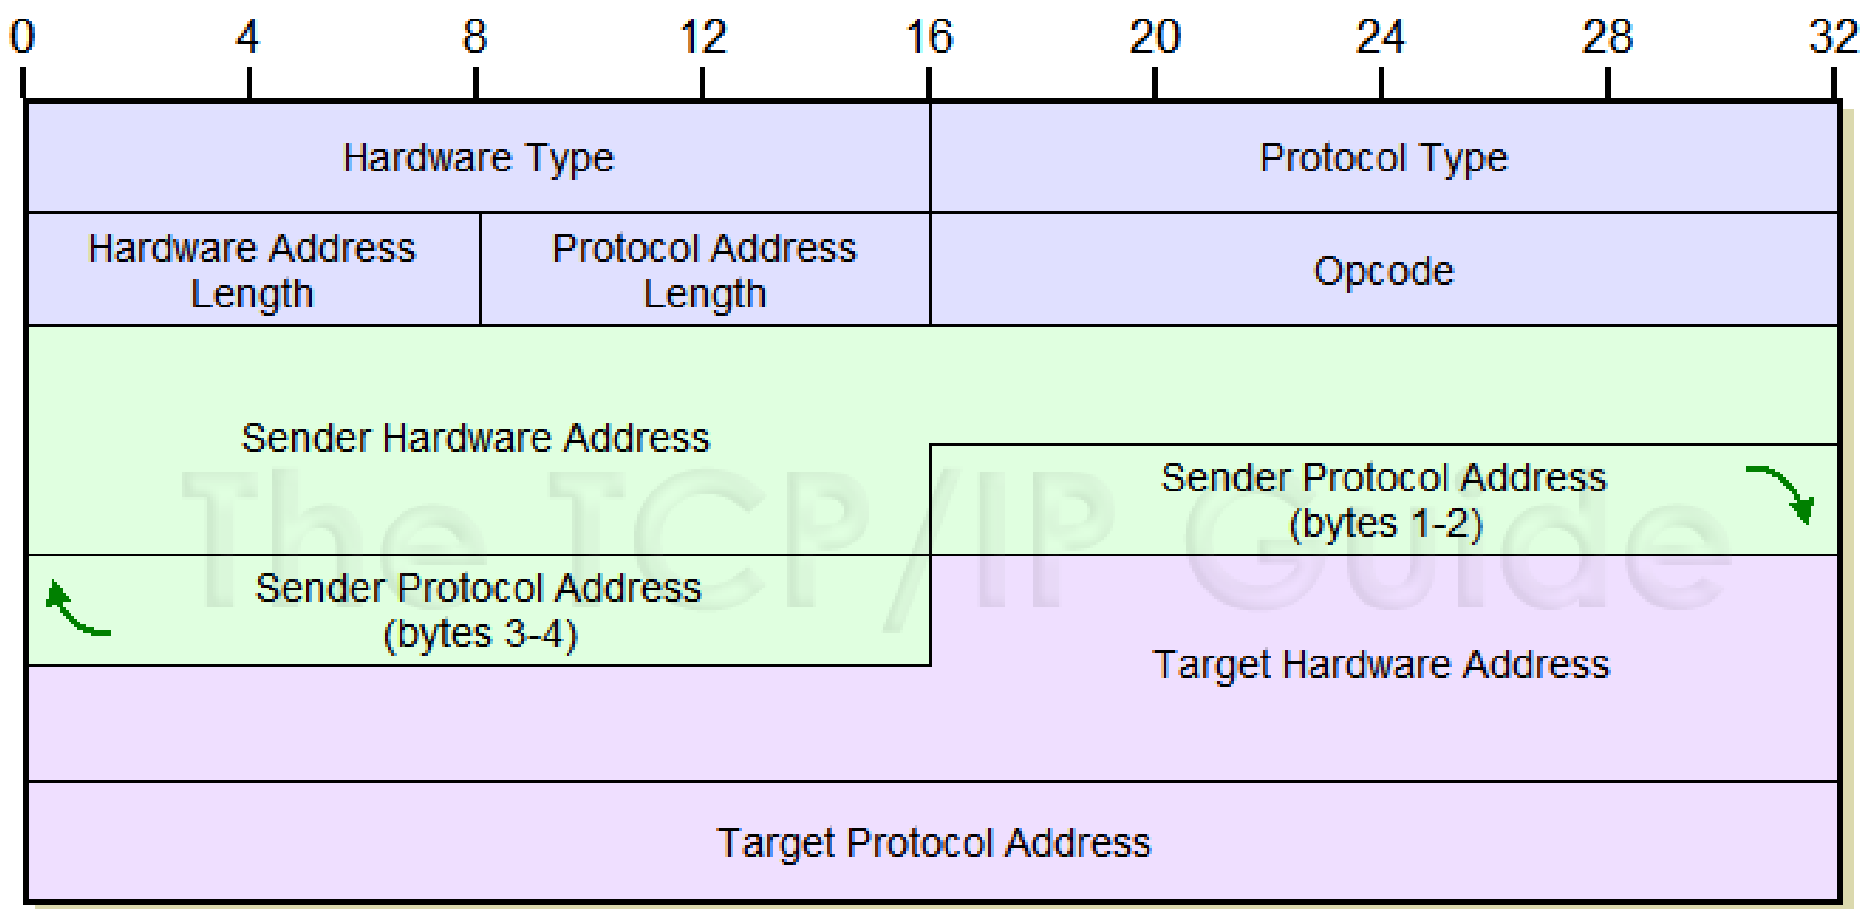 0 4 8 12 16 20 24 28 32
Hardware Type
Protocol Type
Hardware Address
Length
Protocol Address
Length
Opcode
Sender Hardware Address
Sender Protocol Address
(bytes 1-2)
The TCP/IP Guide
Sender Protocol Address
(bytes 3-4)
Target Hardware Address
Target Protocol Address